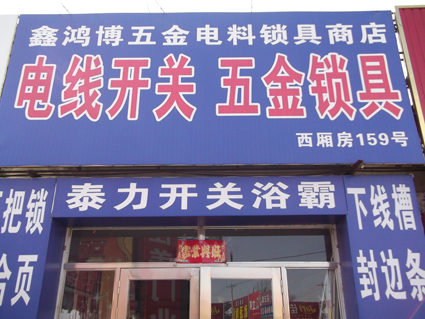 鑫鸿博五金电料锁具商店
电线开关 五金锁具
西厢房159号
泰力开关浴霸
把锁
合页
下线槽
封边条